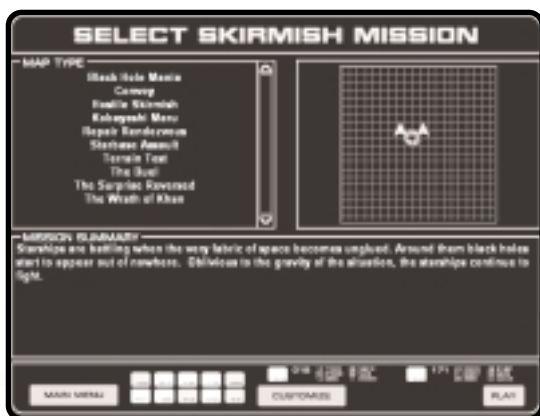 SELECT SKIRMISH MISSION
MAP TYPE
Black Hole Mania
Convoy
Hostile Skirmish
Kobayashi Maru
Repair Rendezvous
Starbase Assault
Terrain Test
The Duel
The Surprise Reversed
The Wrath of Khan
MISSION SUMMARY
Starships are battling when the very fabric of space becomes unglued. Around them black holes
start to appear out of nowhere. Oblivious to the gravity of the situation, the starships continue to
fight.
MAIN MENU
CUSTOMIZE
PLAY